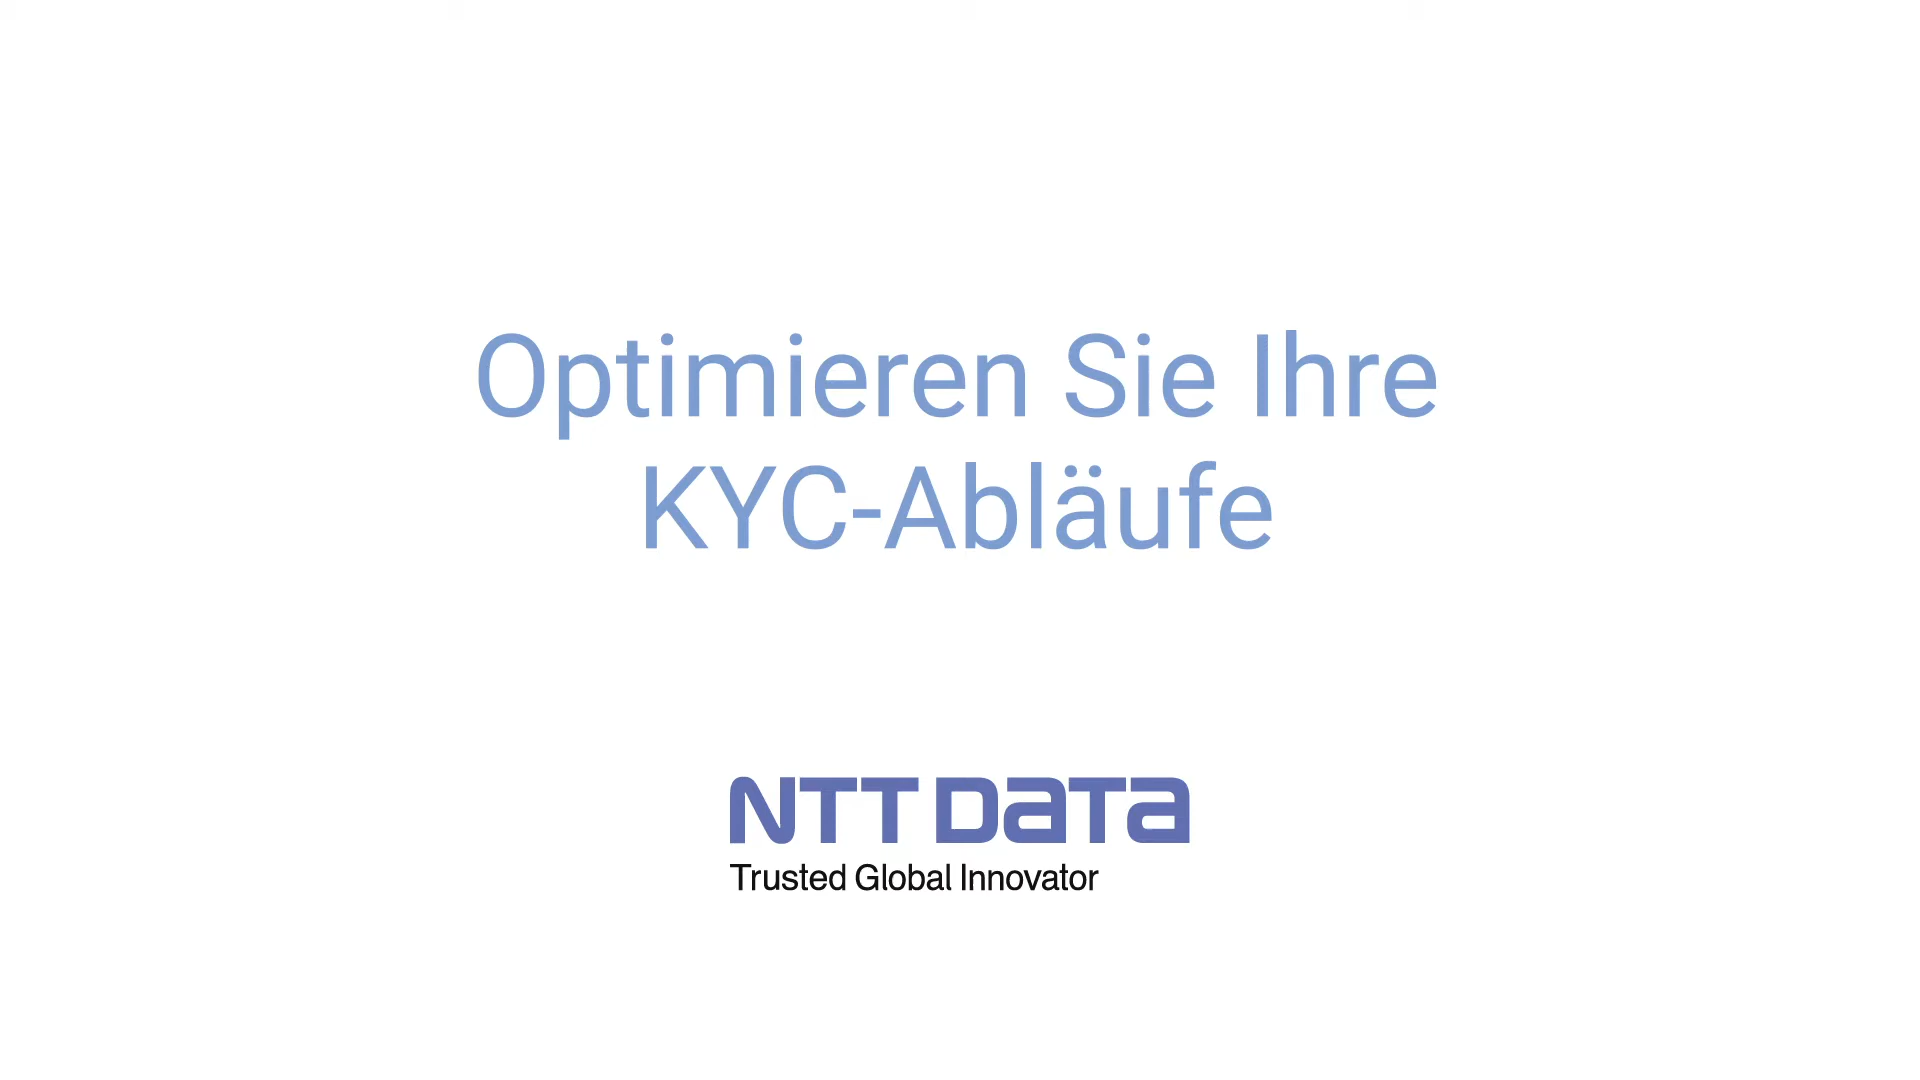 Optimieren Sie Ihre
KYC-Abläufe
NTT DATA
Trusted Global Innovator